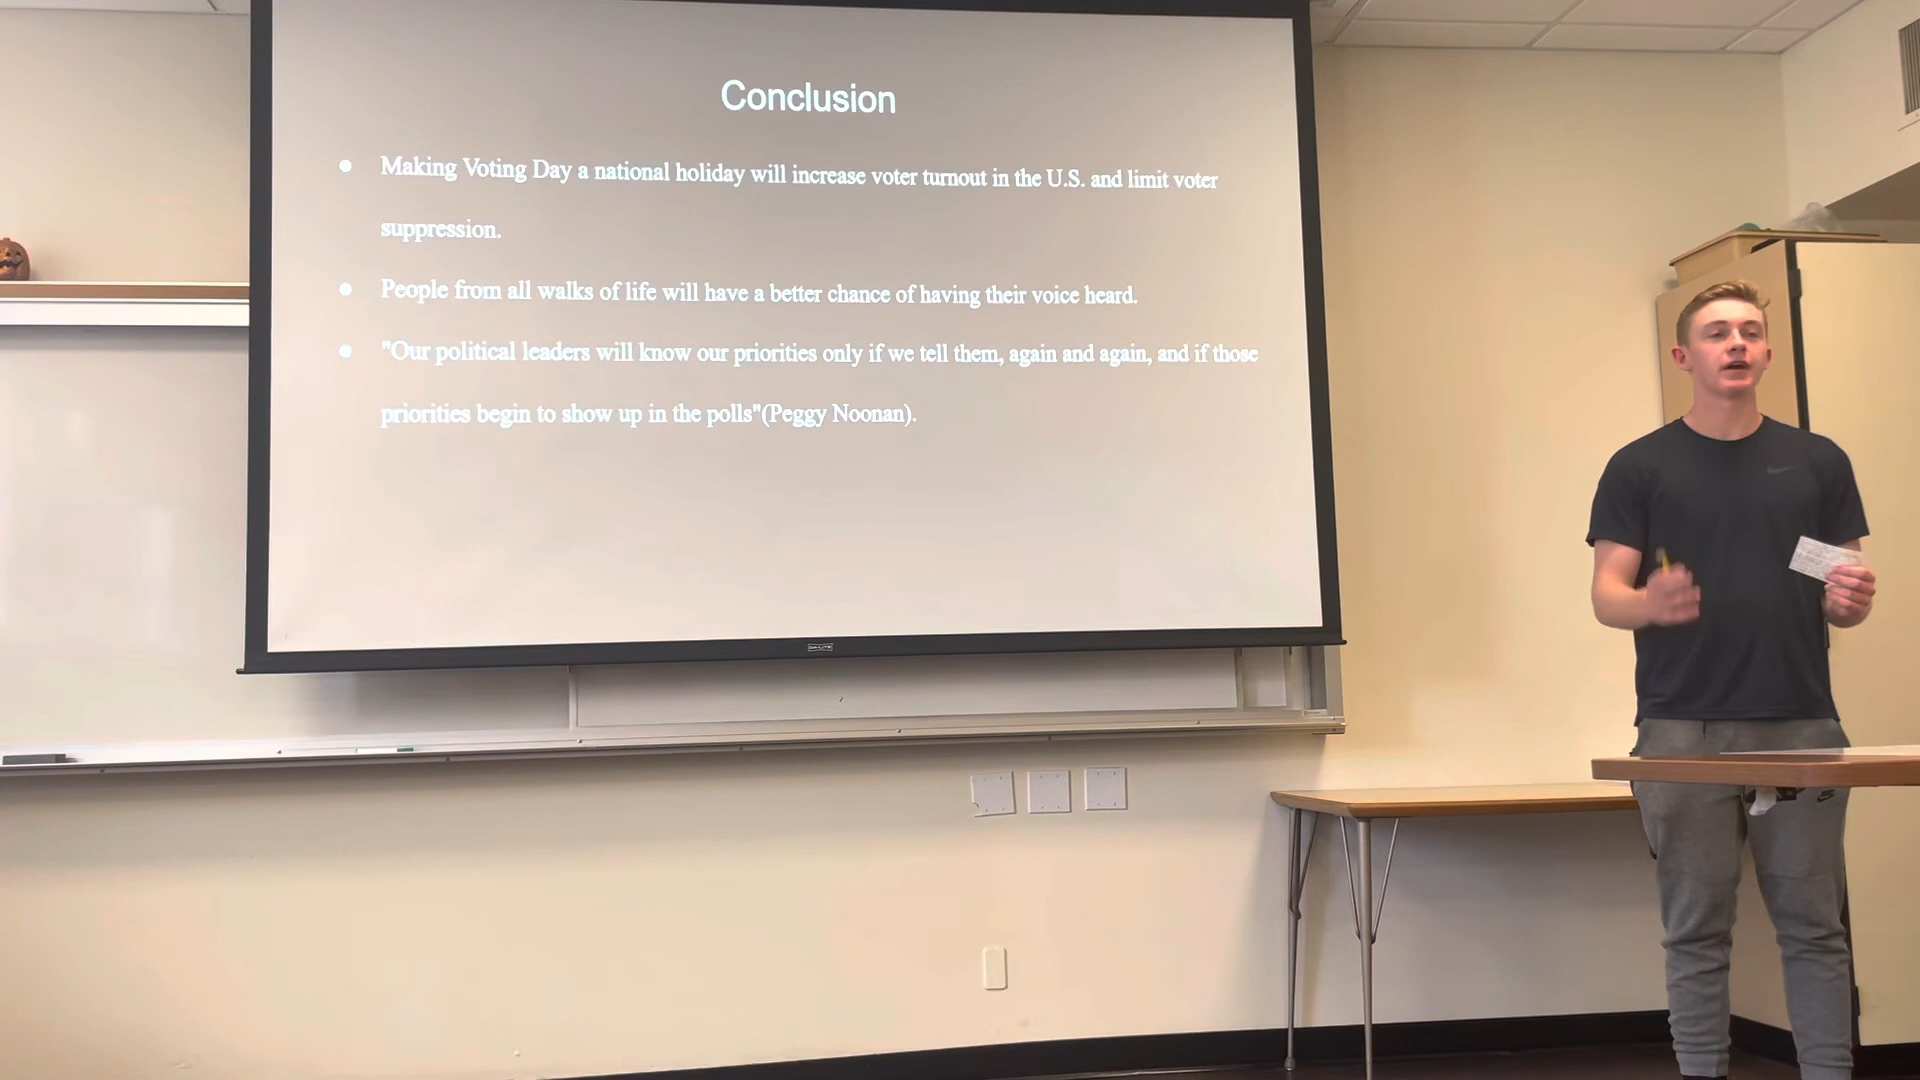 Conclusion
● Making Voting Day a national holiday will increase voter turnout in the U.S. and limit voter
suppression.
● People from all walks of life will have a better chance of having their voice heard.
● "Our political leaders will know our priorities only if we tell them, again and again, and if those
priorities begin to show up in the polls"(Peggy Noonan).
DA-LITE